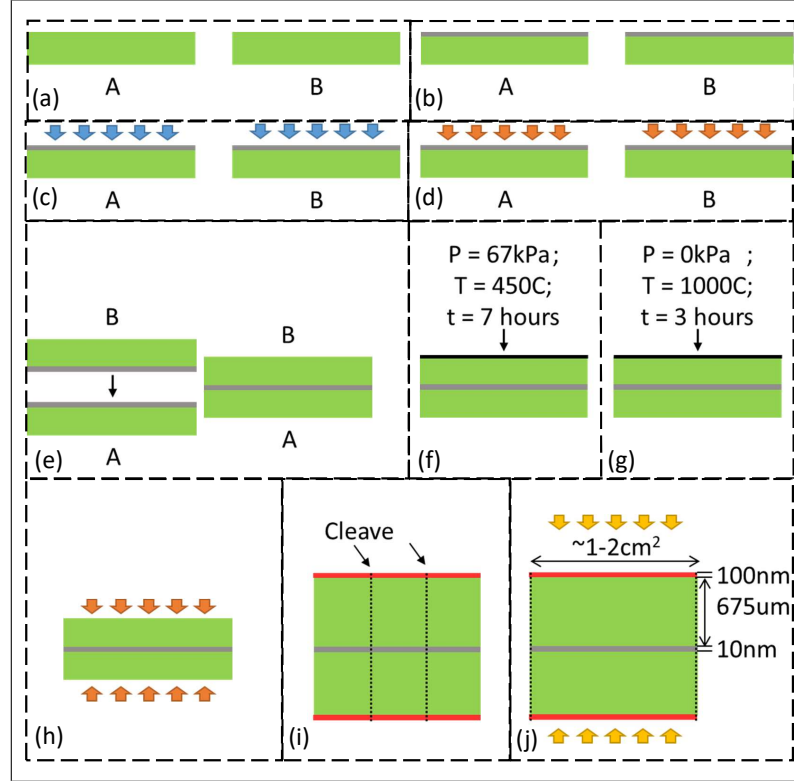 A
B
(a)
A
B
(b)
A
B
(c)
A
B
(d)
B
A
B
A
(e)
P = 67kPa ;
T = 450C;
t = 7 hours
(f)
P = 0kPa ;
T = 1000C;
t = 3 hours
(g)
(h)
Cleave
(i)
~1-2cm²
100nm
675um
10nm
(j)